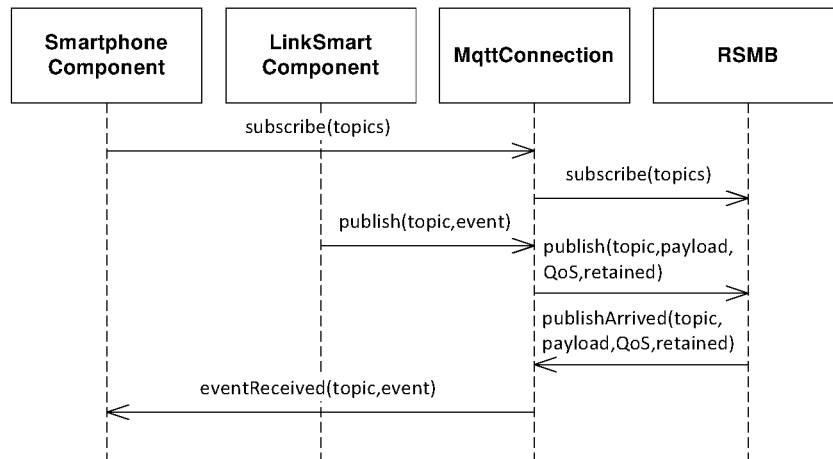 Smartphone
Component
LinkSmart
Component
MqttConnection
RSMB
subscribe(topics)
subscribe(topics)
publish(topic,event)
publish(topic,payload,
QoS,retained)
publishArrived(topic,
payload,QoS,retained)
eventReceived(topic,event)